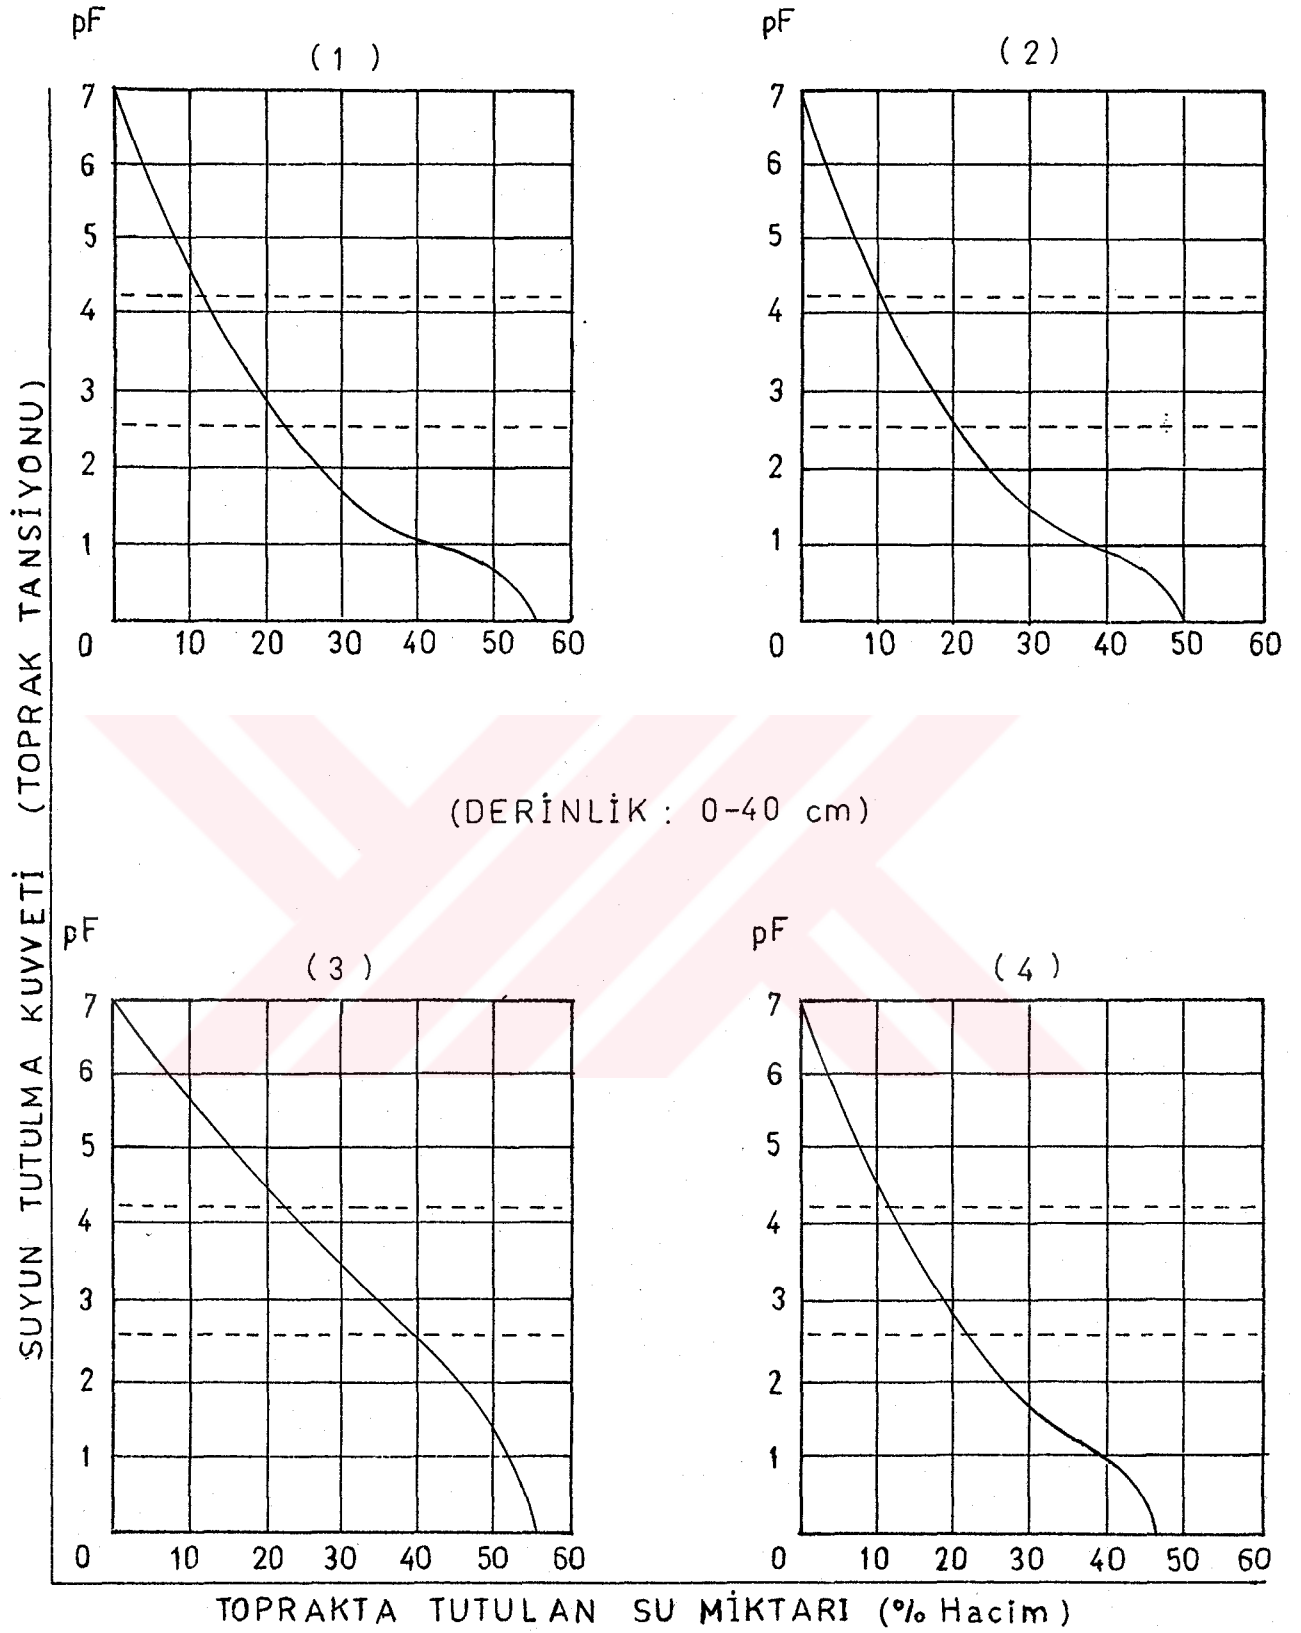 pF
(1)
7
6
5
4
3
2
1
0 10 20 30 40 50 60
pF
(2)
7
6
5
4
3
2
1
0 10 20 30 40 50 60
(DERİNLİK: 0-40 cm)
pF
(3)
7
6
5
4
3
2
1
0 10 20 30 40 50 60
pF
(4)
7
6
5
4
3
2
1
0 10 20 30 40 50 60
SUYUN TUTULMA KUVVETİ (TOPRAK TANSİYONU)
TOPRAKTA TUTULAN SU MİKTARI (% Hacim)